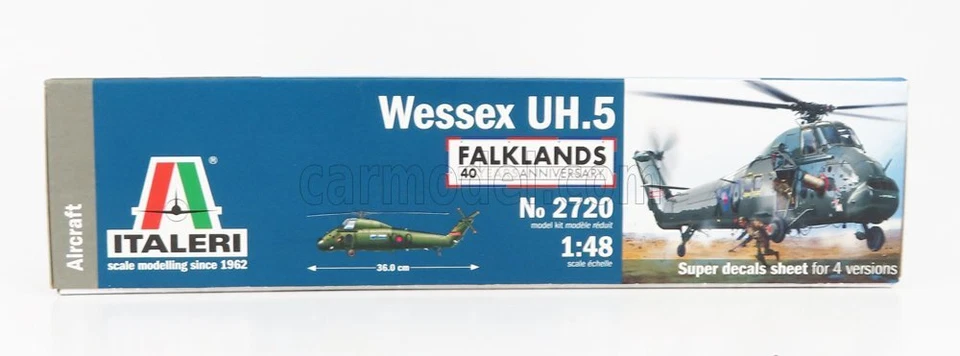 Aircraft
®
ITALERI
scale modelling since 1962
Wessex UH.5
FALKLANDS
40 YEARS ANNIVERSARY
carmodel.com
No 2720
model kit modèle réduit
1:48
scale échelle
36.0 cm
Super decals sheet for 4 versions